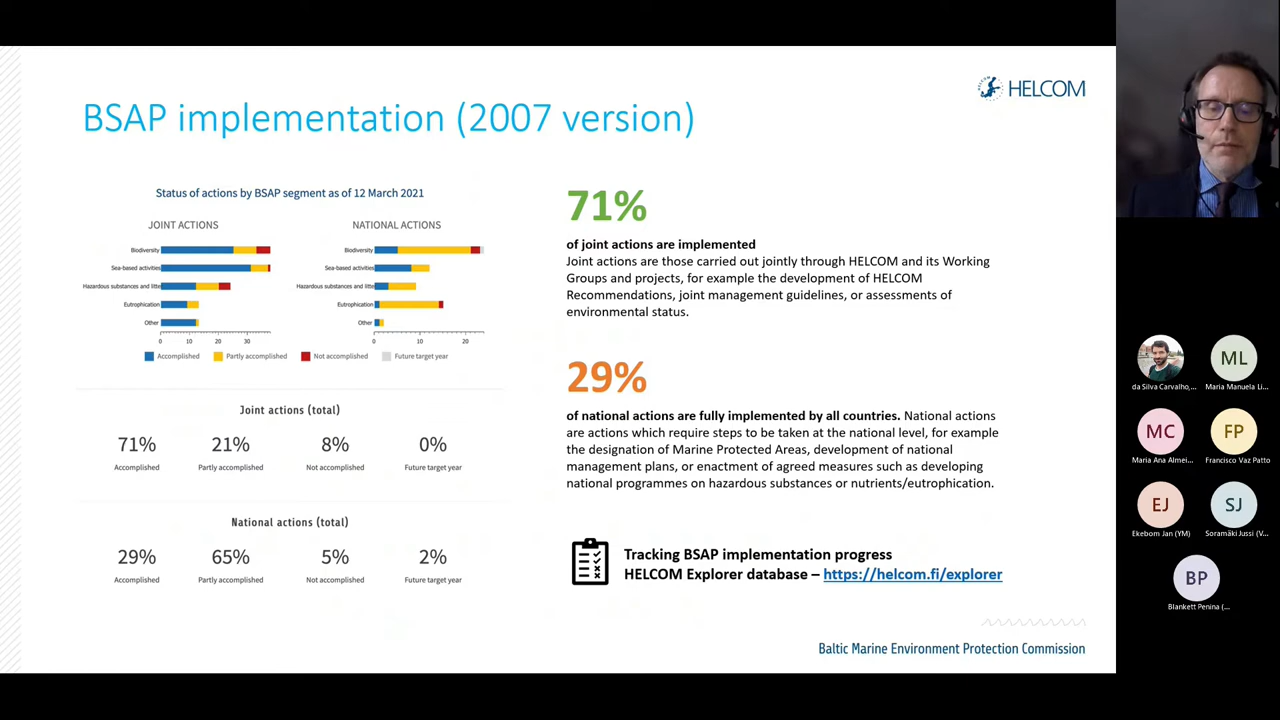 HELCOM
BSAP implementation (2007 version)
Status of actions by BSAP segment as of 12 March 2021
JOINT ACTIONS
NATIONAL ACTIONS
Biodiversity
Sea-based activities
Hazardous substances and litte
Eutrophication
Other
0 10 20 30
Biodiversity
Sea-based activities
Hazardous substances and litte
Eutrophication
Other
0 10 20
Accomplished Partly accomplished Not accomplished Future target year
Joint actions (total)
71% 21% 8% 0%
Accomplished Partly accomplished Not accomplished Future target year
National actions (total)
29% 65% 5% 2%
Accomplished Partly accomplished Not accomplished Future target year
71%
of joint actions are implemented
Joint actions are those carried out jointly through HELCOM and its Working
Groups and projects, for example the development of HELCOM
Recommendations, joint management guidelines, or assessments of
environmental status.
29%
of national actions are fully implemented by all countries. National actions
are actions which require steps to be taken at the national level, for example
the designation of Marine Protected Areas, development of national
management plans, or enactment of agreed measures such as developing
national programmes on hazardous substances or nutrients/eutrophication.
Tracking BSAP implementation progress
HELCOM Explorer database – https://helcom.fi/explorer
Baltic Marine Environment Protection Commission
da Silva Carvalho,...
ML
Maria Manuela Li...
MC
Maria Ana Almei...
FP
Francisco Vaz Patto
EJ
Ekebom Jan (YM)
SJ
Soramäki Jussi (V...
BP
Blankett Penina (...